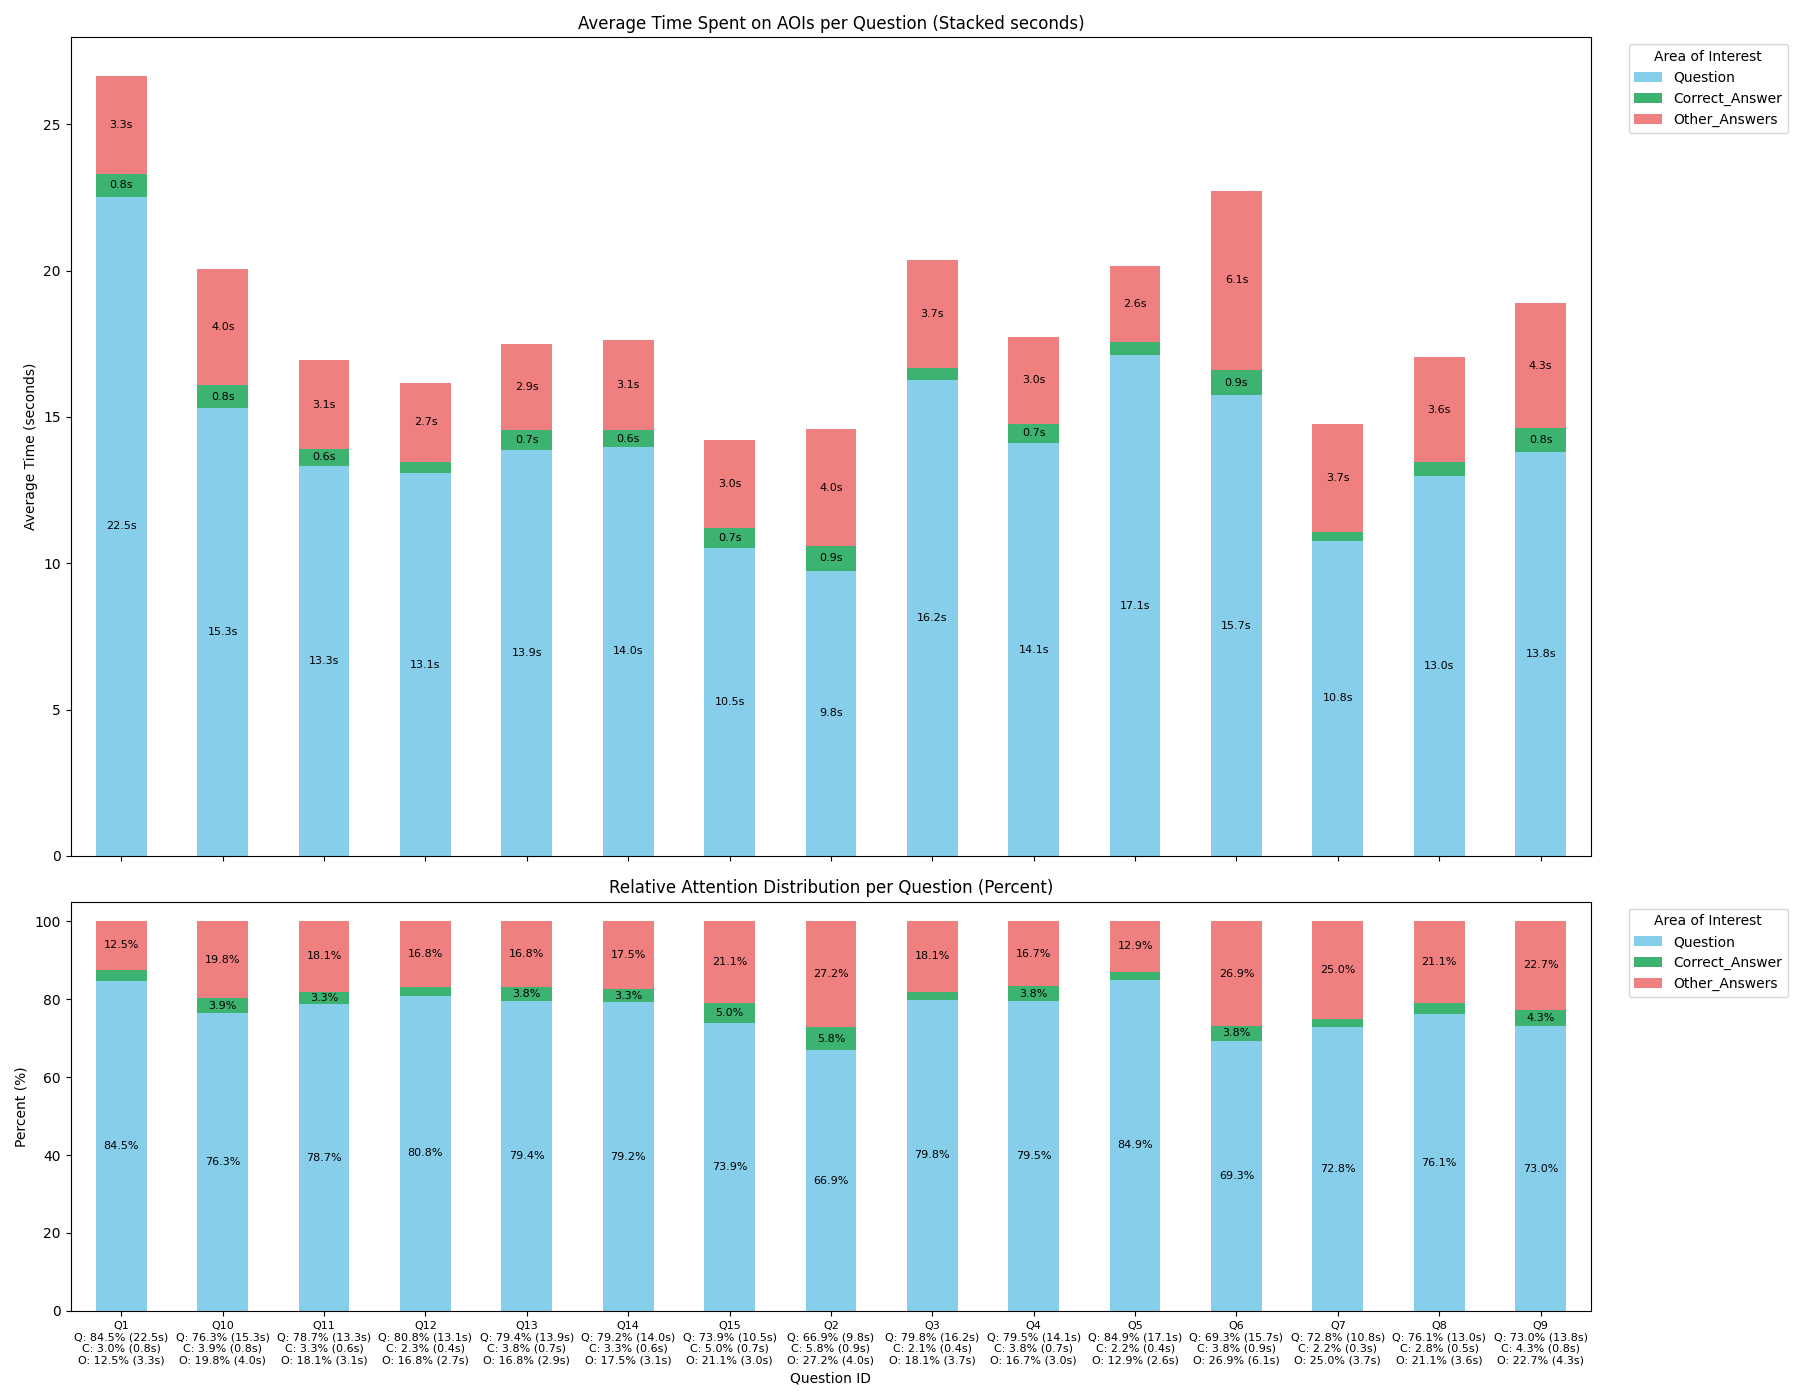 Average Time Spent on AOIs per Question (Stacked seconds)
Average Time (seconds)
25
20
15
10
5
0
3.3s
0.8s
22.5s
4.0s
0.8s
15.3s
3.1s
0.6s
13.3s
2.7s
13.1s
2.9s
0.7s
13.9s
3.1s
0.6s
14.0s
3.0s
0.7s
10.5s
4.0s
0.9s
9.8s
3.7s
16.2s
3.0s
0.7s
14.1s
2.6s
17.1s
6.1s
0.9s
15.7s
3.7s
10.8s
3.6s
13.0s
4.3s
0.8s
13.8s
Area of Interest
Question
Correct_Answer
Other_Answers
Relative Attention Distribution per Question (Percent)
Percent (%)
100
80
60
40
20
0
12.5%
84.5%
19.8%
3.9%
76.3%
18.1%
3.3%
78.7%
16.8%
80.8%
16.8%
3.8%
79.4%
17.5%
3.3%
79.2%
21.1%
5.0%
73.9%
27.2%
5.8%
66.9%
18.1%
79.8%
16.7%
3.8%
79.5%
12.9%
84.9%
26.9%
3.8%
69.3%
25.0%
72.8%
21.1%
76.1%
22.7%
4.3%
73.0%
Area of Interest
Question
Correct_Answer
Other_Answers
Q1
Q: 84.5% (22.5s)
C: 3.0% (0.8s)
O: 12.5% (3.3s)
Q10
Q: 76.3% (15.3s)
C: 3.9% (0.8s)
O: 19.8% (4.0s)
Q11
Q: 78.7% (13.3s)
C: 3.3% (0.6s)
O: 18.1% (3.1s)
Q12
Q: 80.8% (13.1s)
C: 2.3% (0.4s)
O: 16.8% (2.7s)
Q13
Q: 79.4% (13.9s)
C: 3.8% (0.7s)
O: 16.8% (2.9s)
Q14
Q: 79.2% (14.0s)
C: 3.3% (0.6s)
O: 17.5% (3.1s)
Q15
Q: 73.9% (10.5s)
C: 5.0% (0.7s)
O: 21.1% (3.0s)
Q2
Q: 66.9% (9.8s)
C: 5.8% (0.9s)
O: 27.2% (4.0s)
Q3
Q: 79.8% (16.2s)
C: 2.1% (0.4s)
O: 18.1% (3.7s)
Q4
Q: 79.5% (14.1s)
C: 3.8% (0.7s)
O: 16.7% (3.0s)
Q5
Q: 84.9% (17.1s)
C: 2.2% (0.4s)
O: 12.9% (2.6s)
Q6
Q: 69.3% (15.7s)
C: 3.8% (0.9s)
O: 26.9% (6.1s)
Q7
Q: 72.8% (10.8s)
C: 2.2% (0.3s)
O: 25.0% (3.7s)
Q8
Q: 76.1% (13.0s)
C: 2.8% (0.5s)
O: 21.1% (3.6s)
Q9
Q: 73.0% (13.8s)
C: 4.3% (0.8s)
O: 22.7% (4.3s)
Question ID